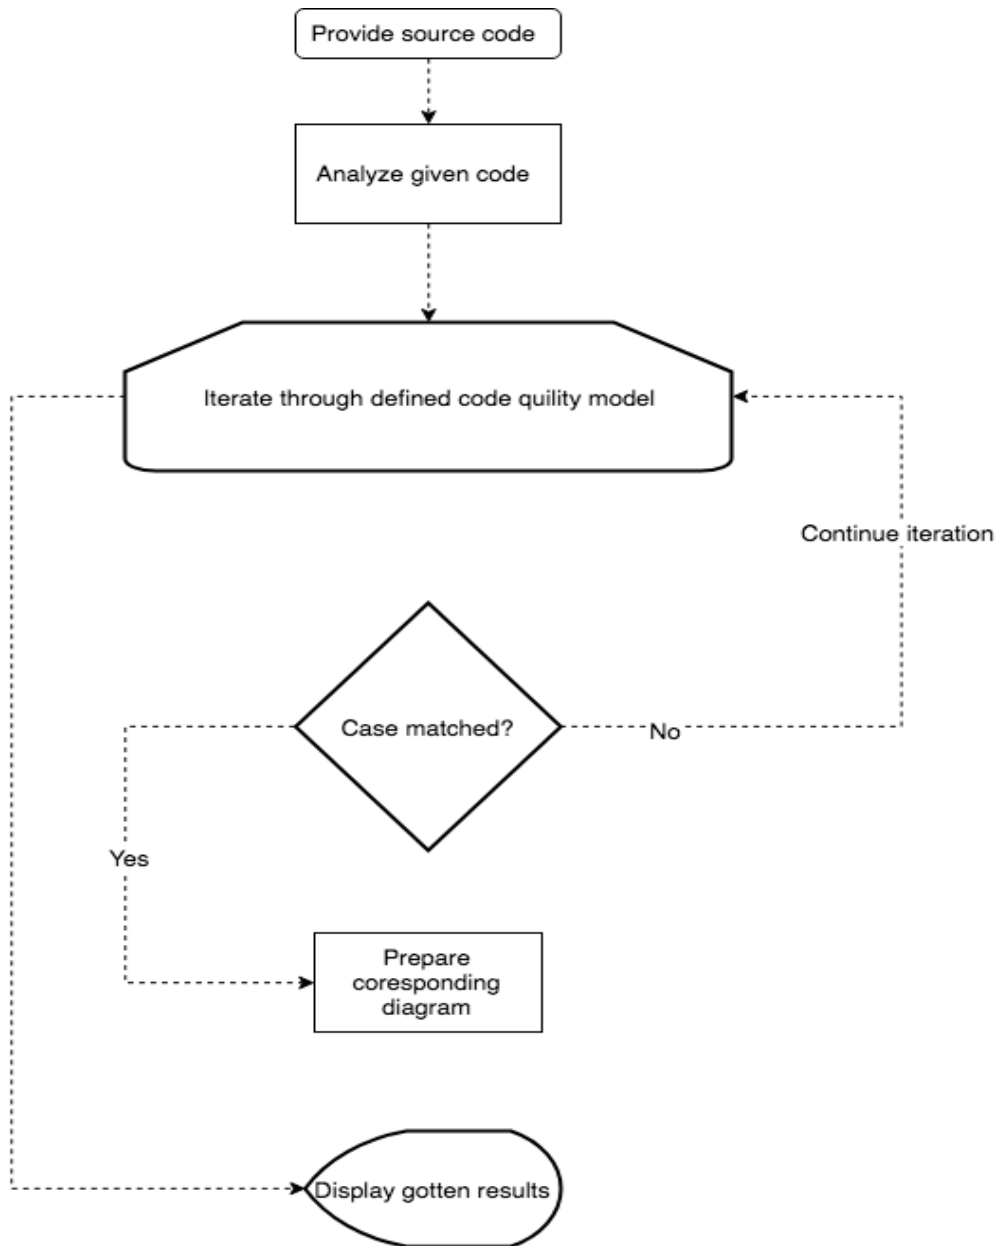 Provide source code
Analyze given code
Iterate through defined code quility model
Continue iteration
Case matched?
No
Yes
Prepare
coresponding
diagram
Display gotten results